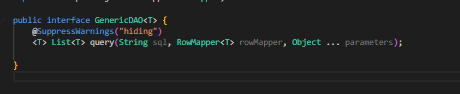 public interface GenericDAO<T> {
@SuppressWarnings("hiding")
<T> List<T> query(String sql, RowMapper<T> rowMapper, Object ... parameters);
}